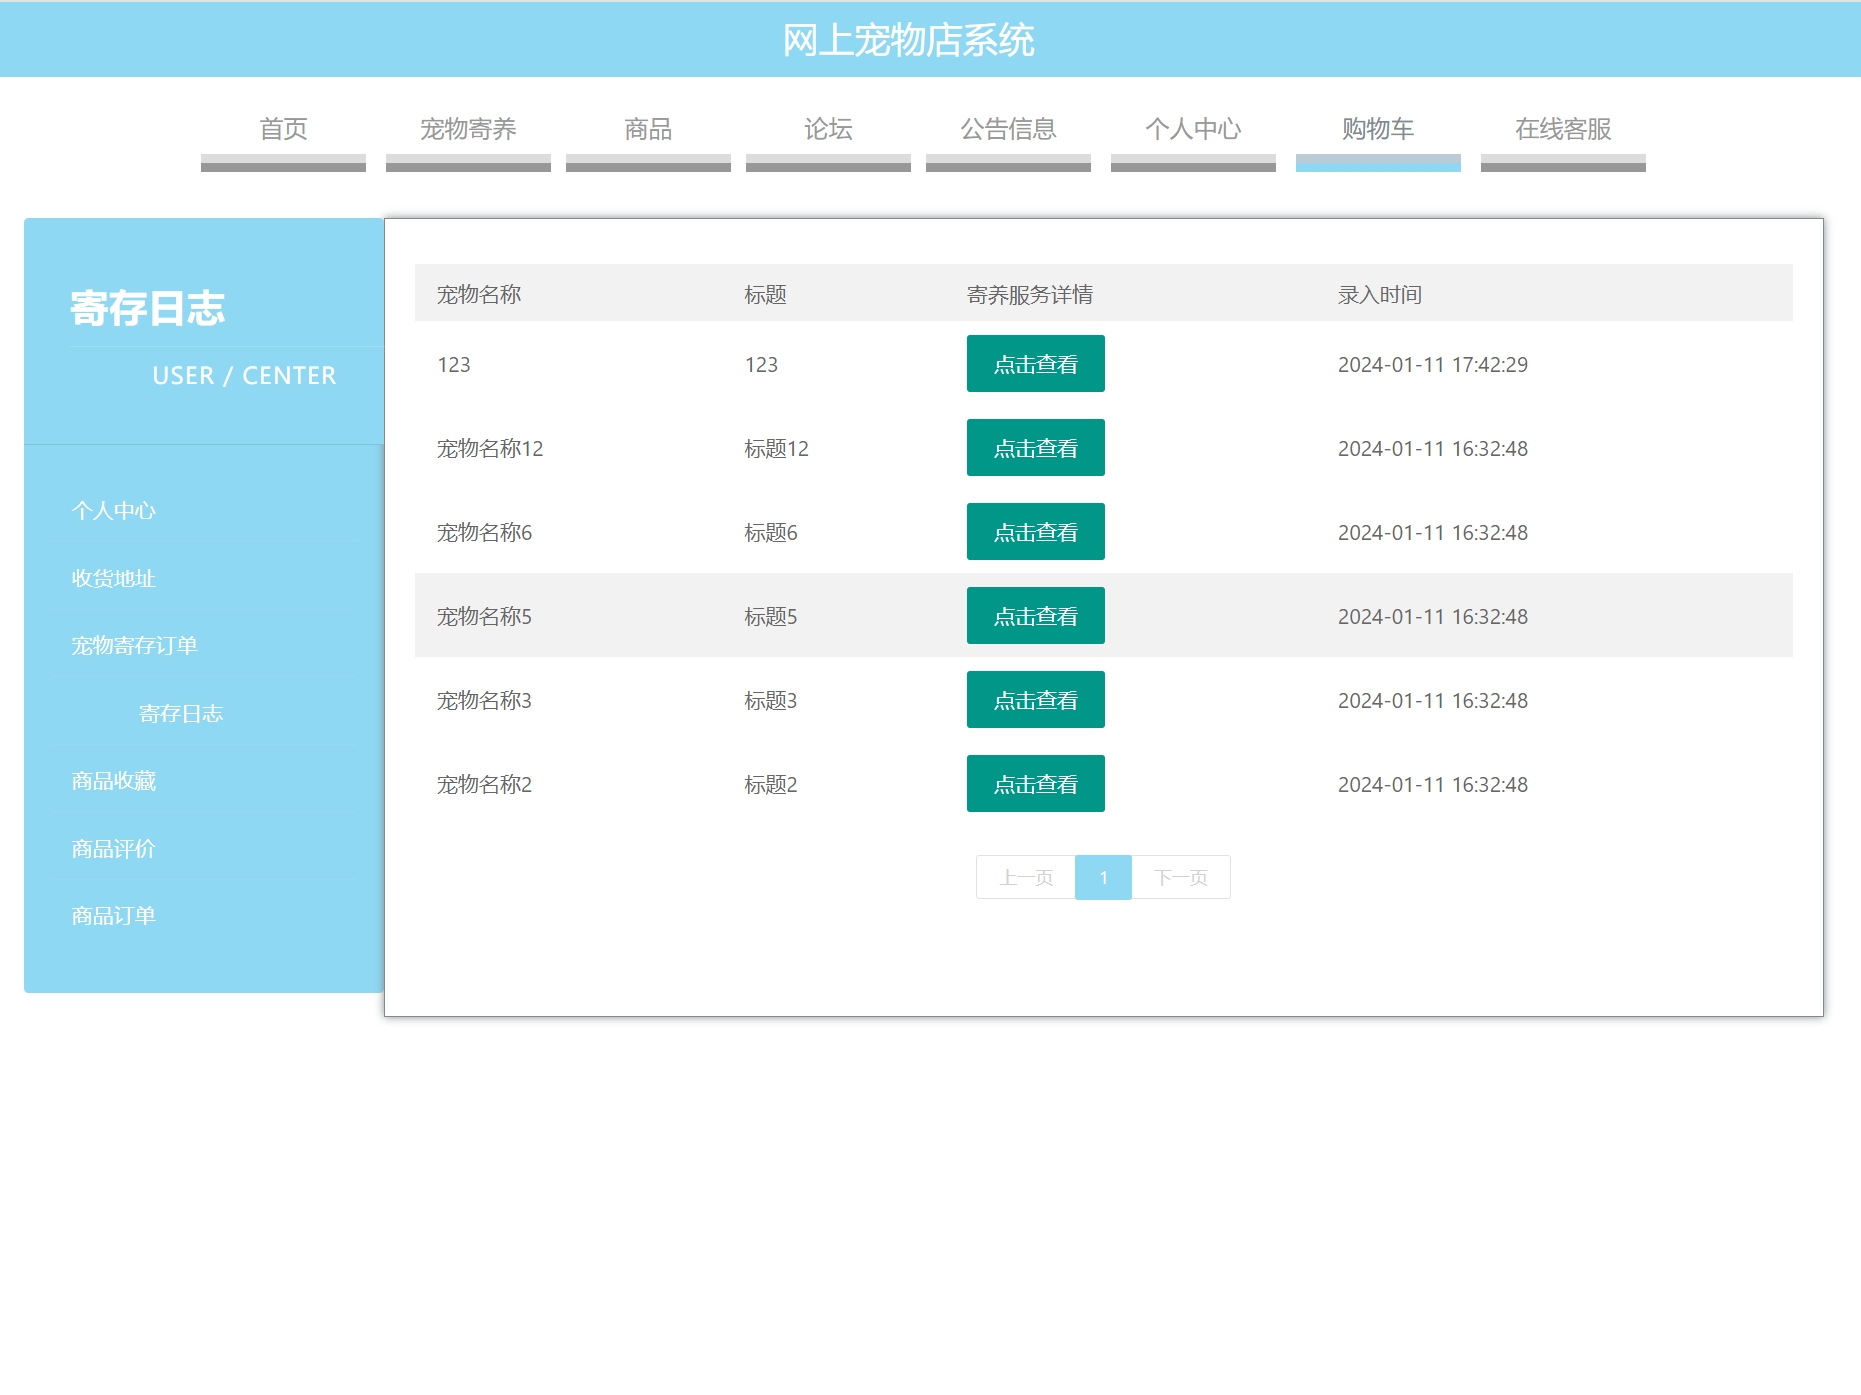 网上宠物店系统
首页 宠物寄养 商品 论坛 公告信息 个人中心 购物车 在线客服
寄存日志
USER / CENTER
个人中心
收货地址
宠物寄存订单
寄存日志
商品收藏
商品评价
商品订单
宠物名称 标题 寄养服务详情 录入时间
123 123 点击查看 2024-01-11 17:42:29
宠物名称12 标题12 点击查看 2024-01-11 16:32:48
宠物名称6 标题6 点击查看 2024-01-11 16:32:48
宠物名称5 标题5 点击查看 2024-01-11 16:32:48
宠物名称3 标题3 点击查看 2024-01-11 16:32:48
宠物名称2 标题2 点击查看 2024-01-11 16:32:48
上一页 1 下一页